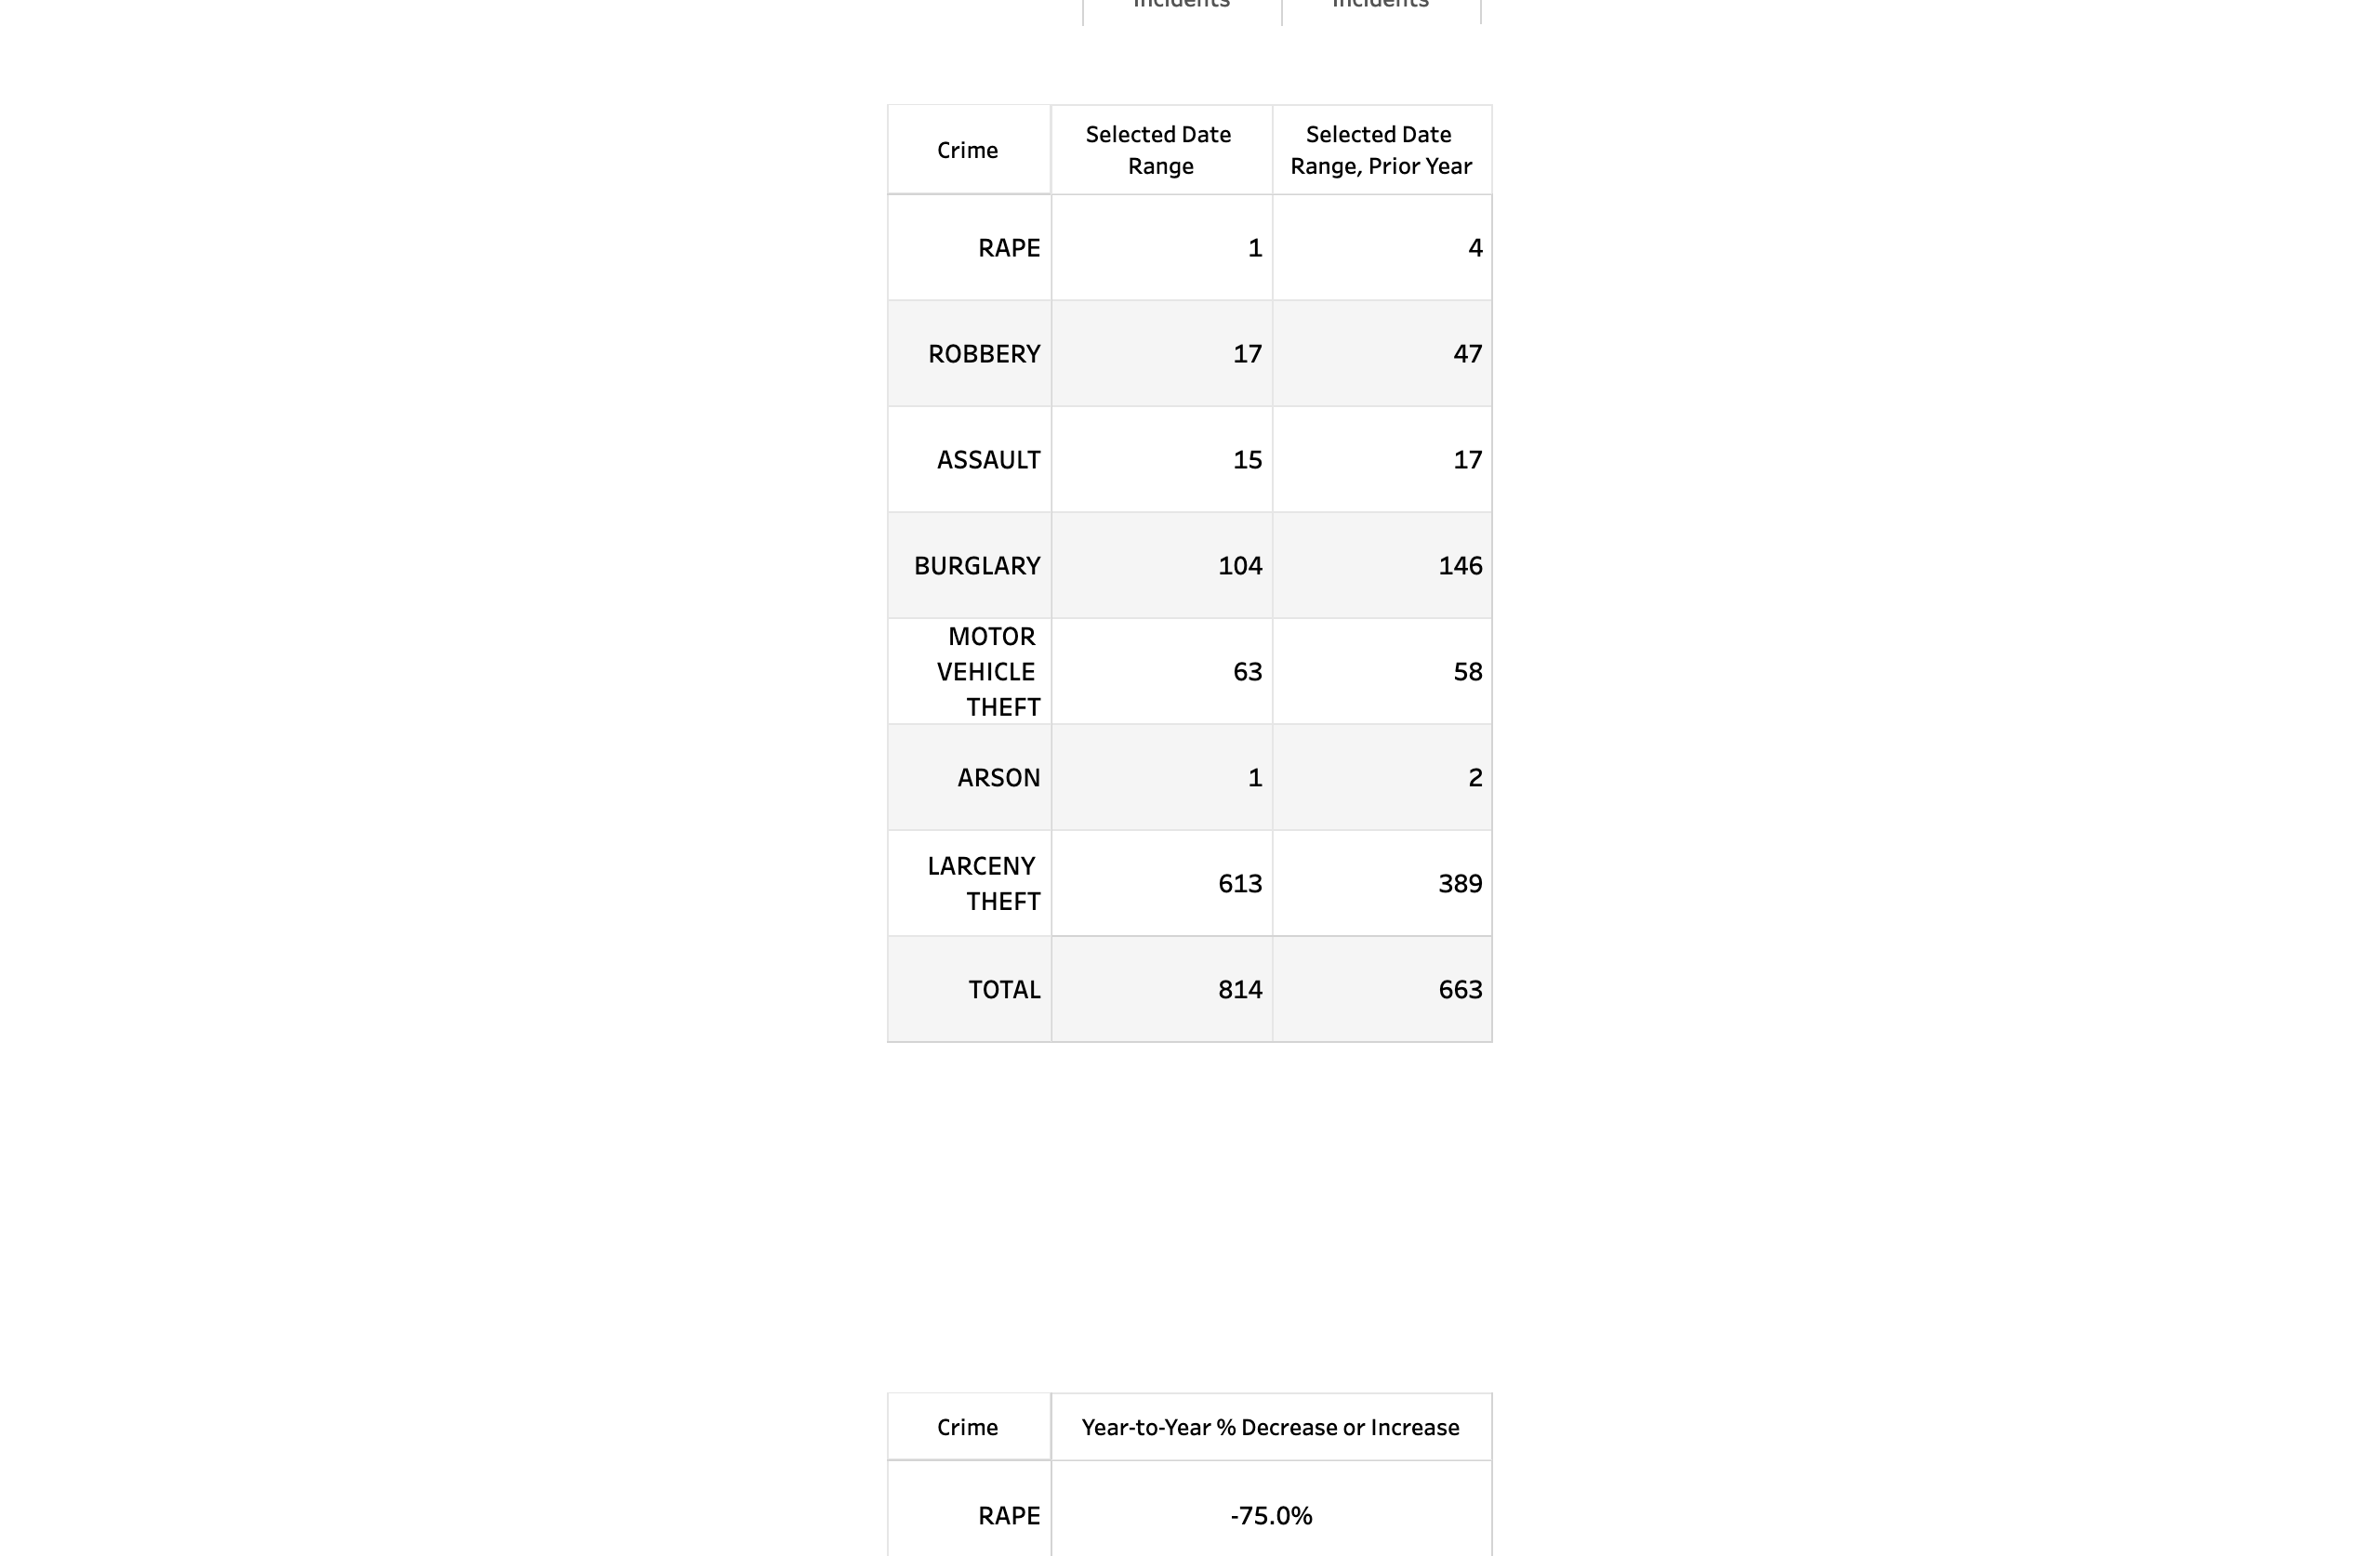 Incidents Incidents
Crime
Selected Date
Range
Selected Date
Range, Prior Year
RAPE 1 4
ROBBERY 17 47
ASSAULT 15 17
BURGLARY 104 146
MOTOR
VEHICLE 63 58
THEFT
ARSON 1 2
LARCENY
THEFT
613 389
TOTAL 814 663
Crime Year-to-Year % Decrease or Increase
RAPE -75.0%